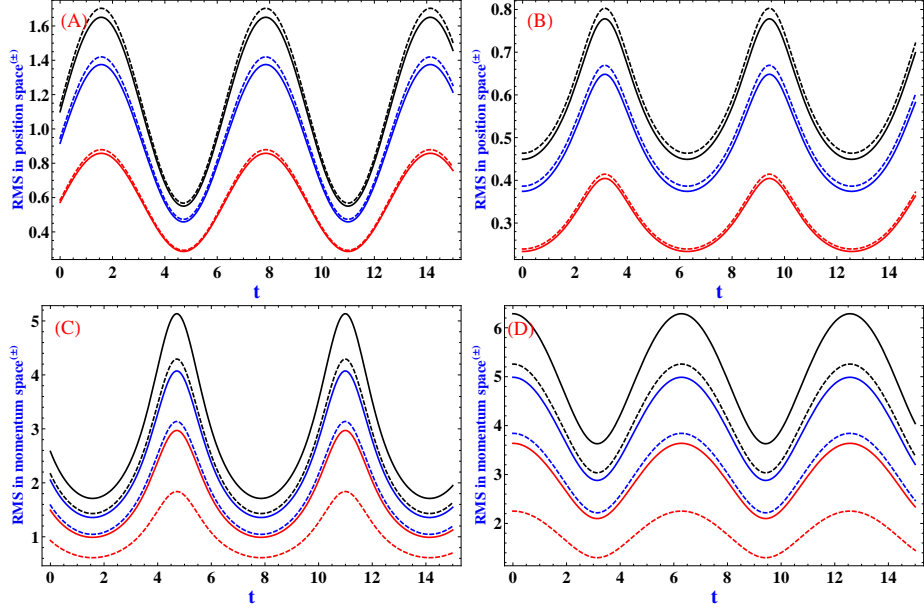 (A)
RMS in position space(±)
1.6
1.4
1.2
1.0
0.8
0.6
0.4
0 2 4 6 8 10 12 14
t
(B)
RMS in position space(±)
0.8
0.7
0.6
0.5
0.4
0.3
0 2 4 6 8 10 12 14
t
(C)
RMS in momentum space(±)
5
4
3
2
1
0 2 4 6 8 10 12 14
t
(D)
RMS in momentum space(±)
6
5
4
3
2
0 2 4 6 8 10 12 14
t